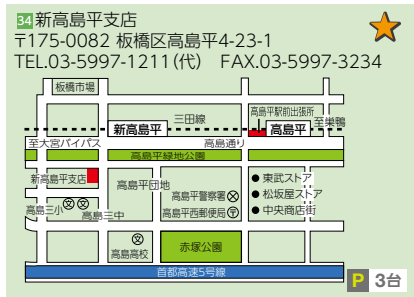 34 新高島平支店
〒175-0082 板橋区高島平4-23-1
TEL.03-5997-1211(代) FAX.03-5997-3234
板橋市場
高島平駅前出張所
三田線
至巣鴨
新高島平
高島平
至大宮バイパス
高島通り
高島平緑地公園
新高島平支店
高島平団地
東武ストア
高島平警察署
松坂屋ストア
高島三小
高島三中
高島平西郵便局
中央商店街
高島高校
赤塚公園
首都高速5号線
P 3台